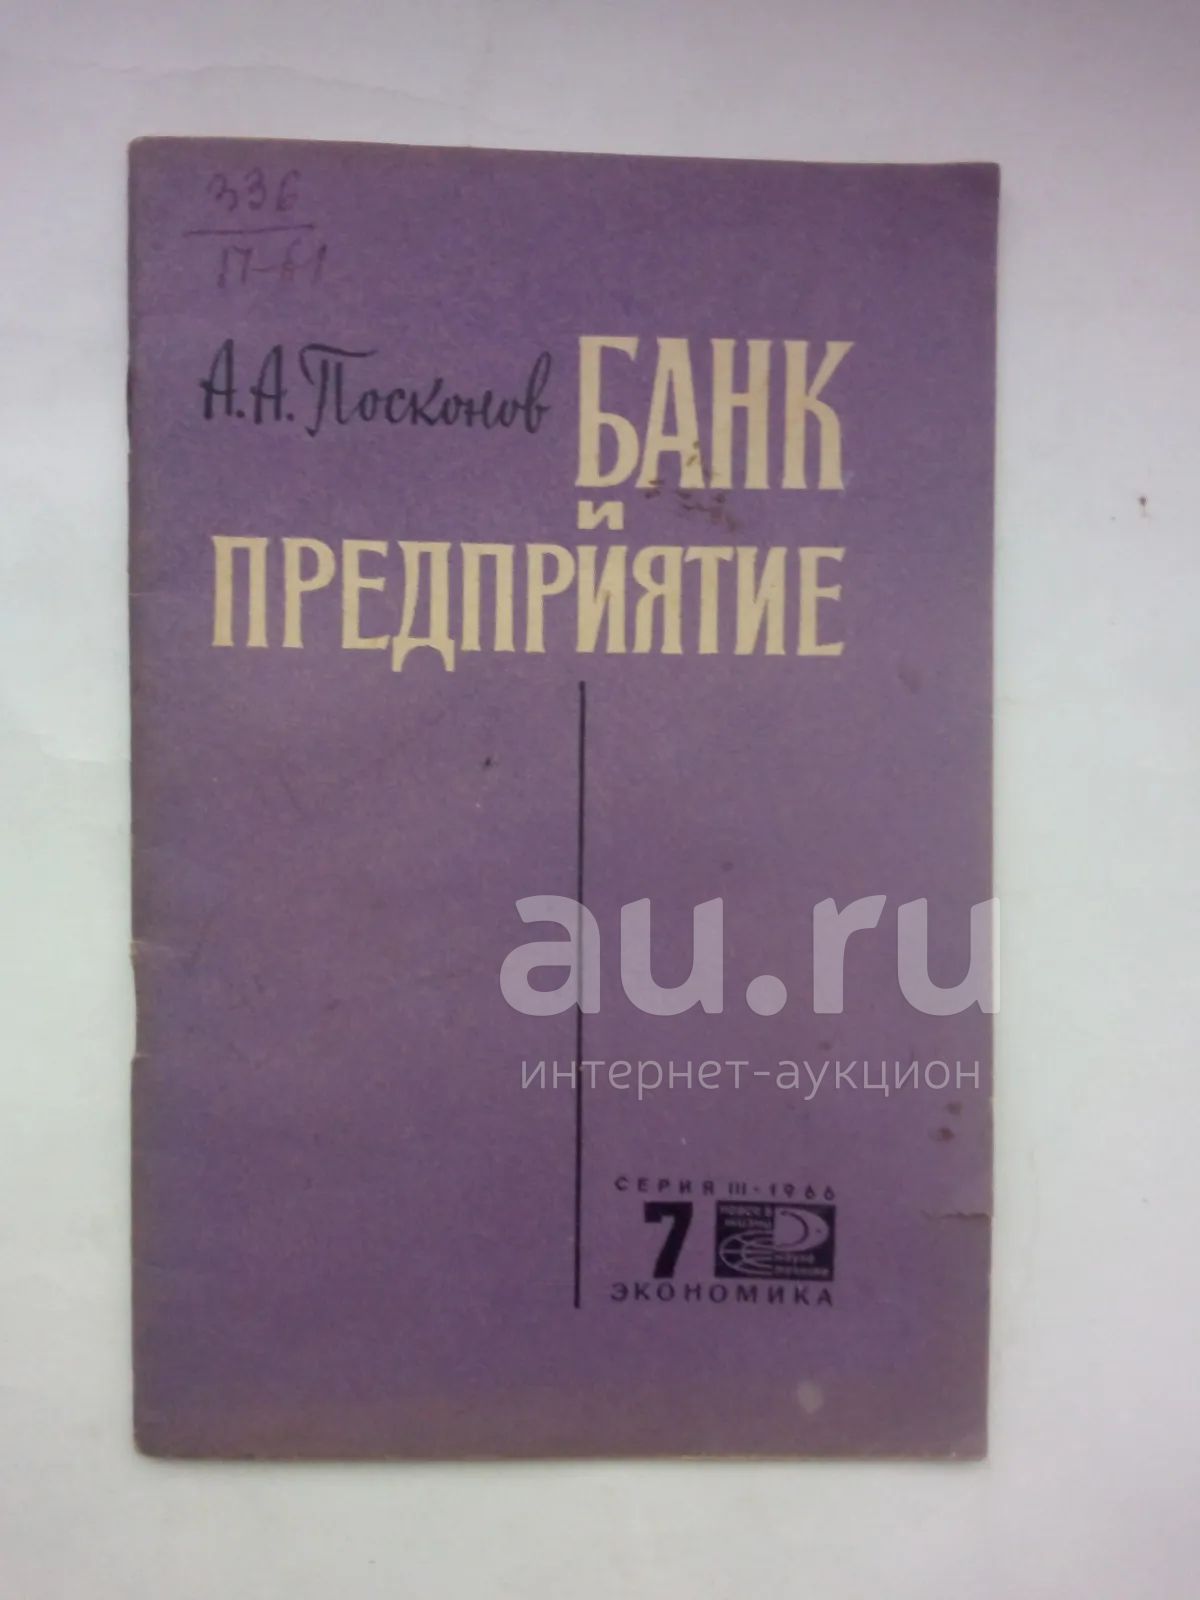 336
П-61
А.А. Посконов
БАНК
и
ПРЕДПРИЯТИЕ
au.ru
интернет-аукцион
СЕРИЯ III - 1966
7
ЭКОНОМИКА